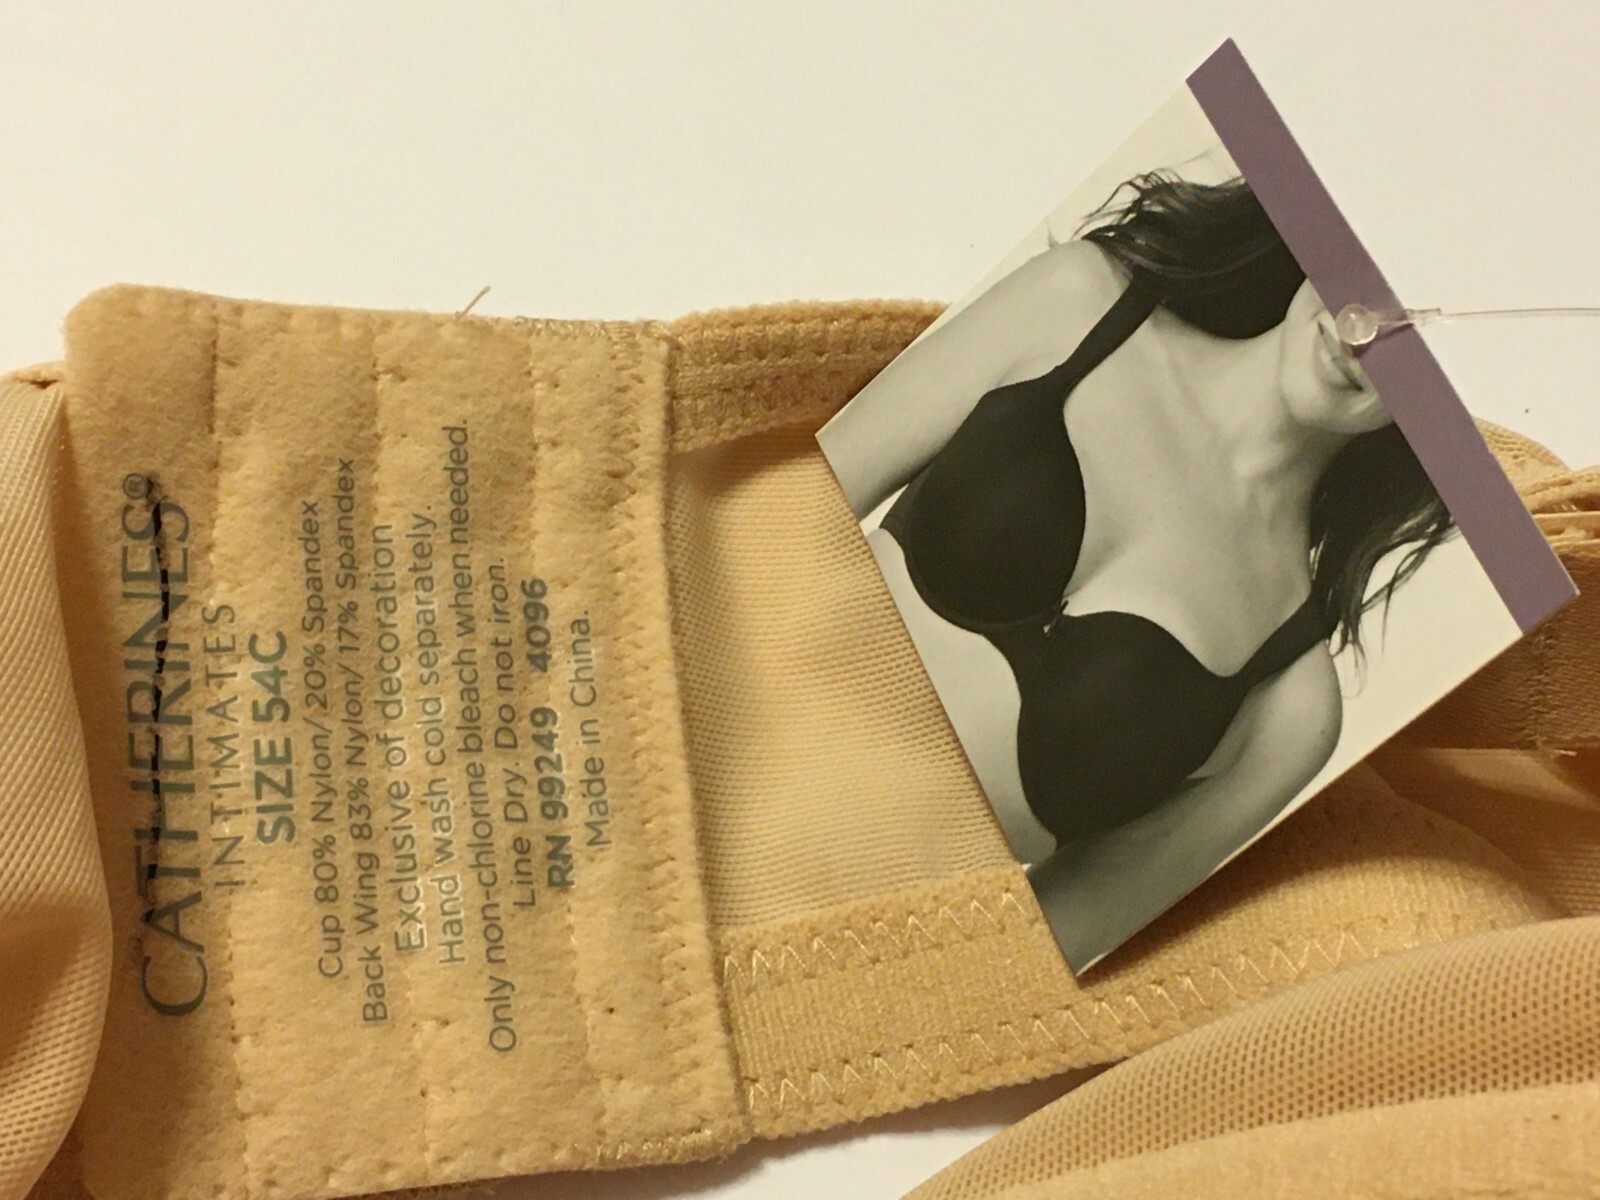 CATHERINES®
INTIMATES
SIZE 54C
Cup 80% Nylon/ 20% Spandex
Back Wing 83% Nylon/ 17% Spandex
Exclusive of decoration
Hand wash cold separately.
Only non-chlorine bleach when needed.
Line Dry. Do not iron.
RN 99249 4096
Made in China.